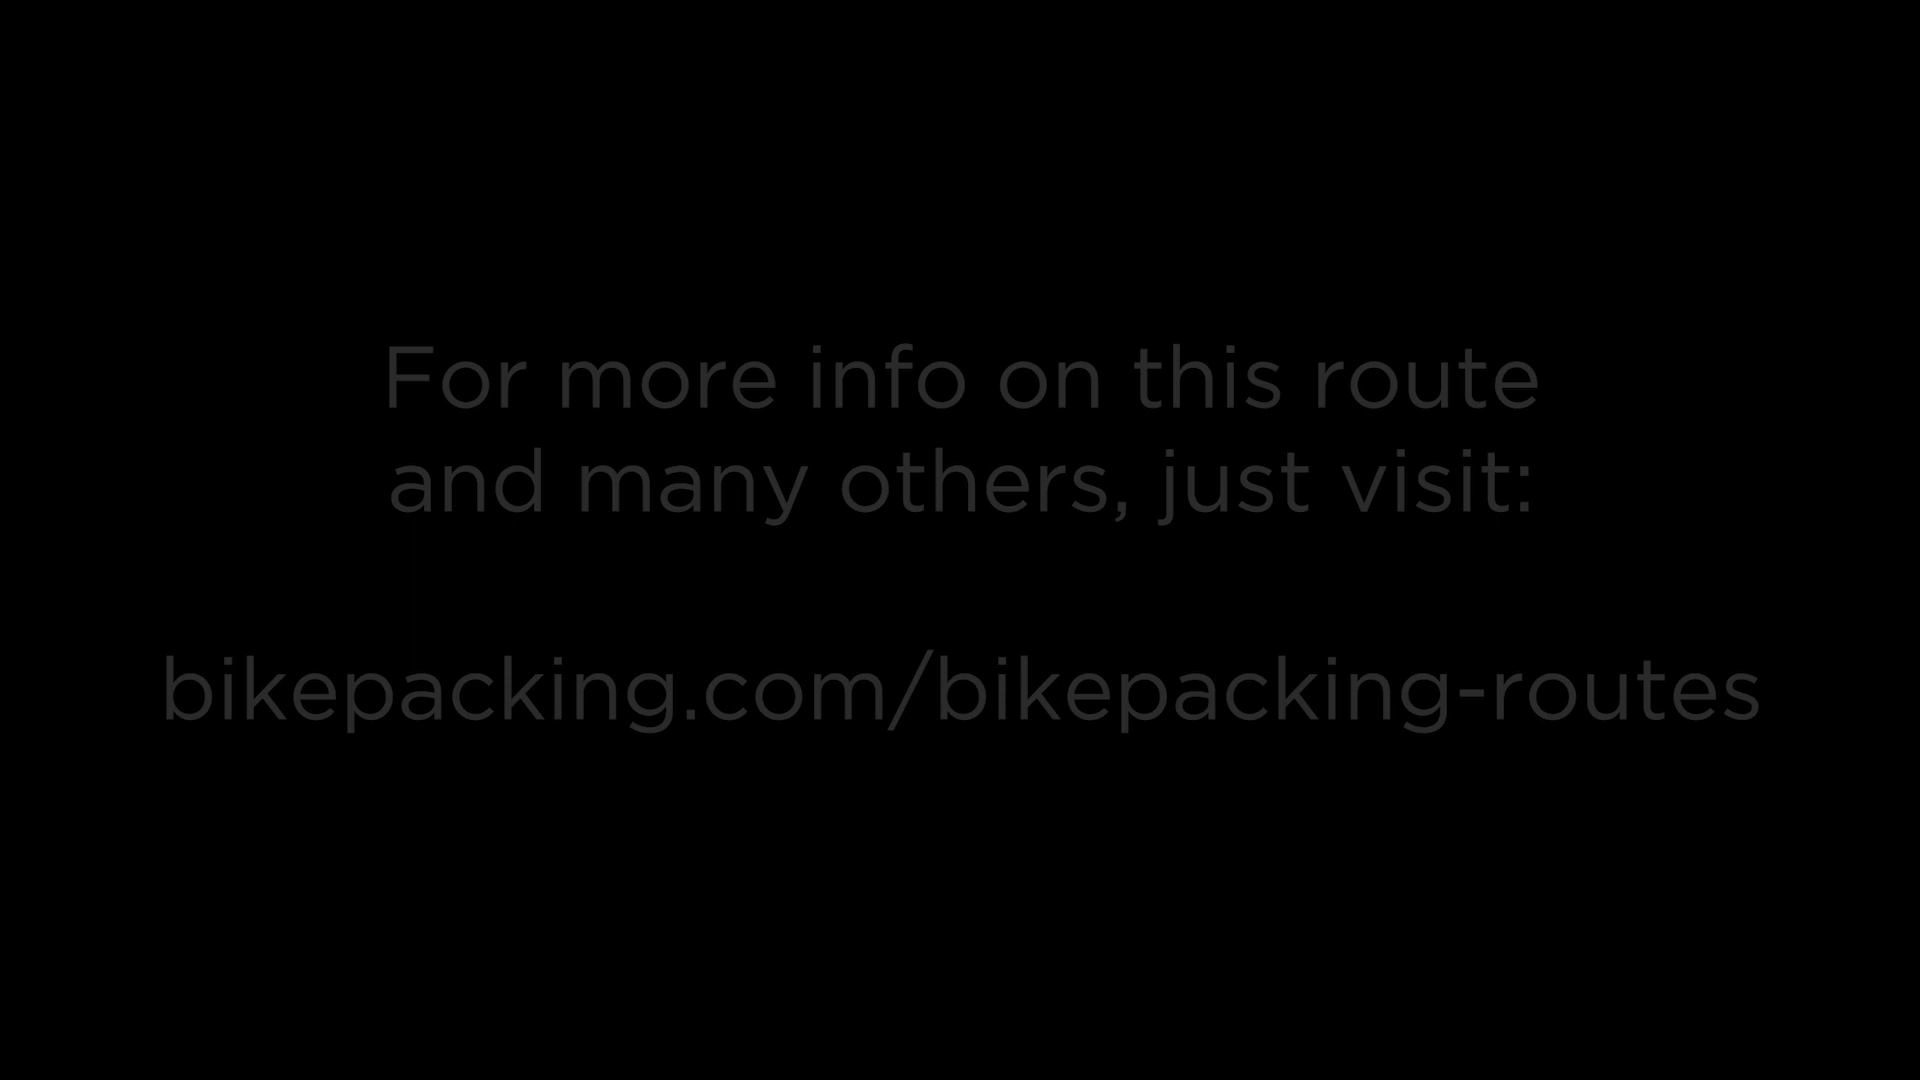 For more info on this route
and many others, just visit:
bikepacking.com/bikepacking-routes